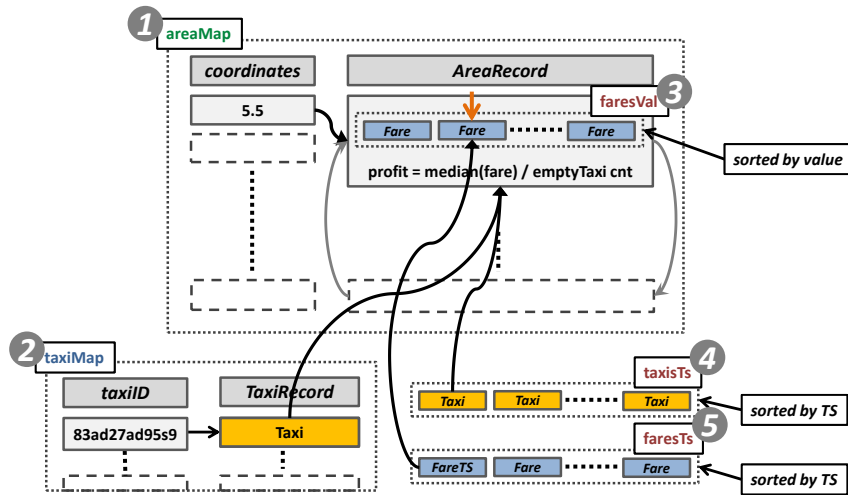 1
areaMap
coordinates
AreaRecord
3
faresVal
5.5
Fare
Fare
Fare
sorted by value
profit = median(fare) / emptyTaxi cnt
2
taxiMap
taxiID
TaxiRecord
83ad27ad95s9
Taxi
4
taxisTs
Taxi
Taxi
Taxi
sorted by TS
5
faresTs
FareTS
Fare
Fare
sorted by TS